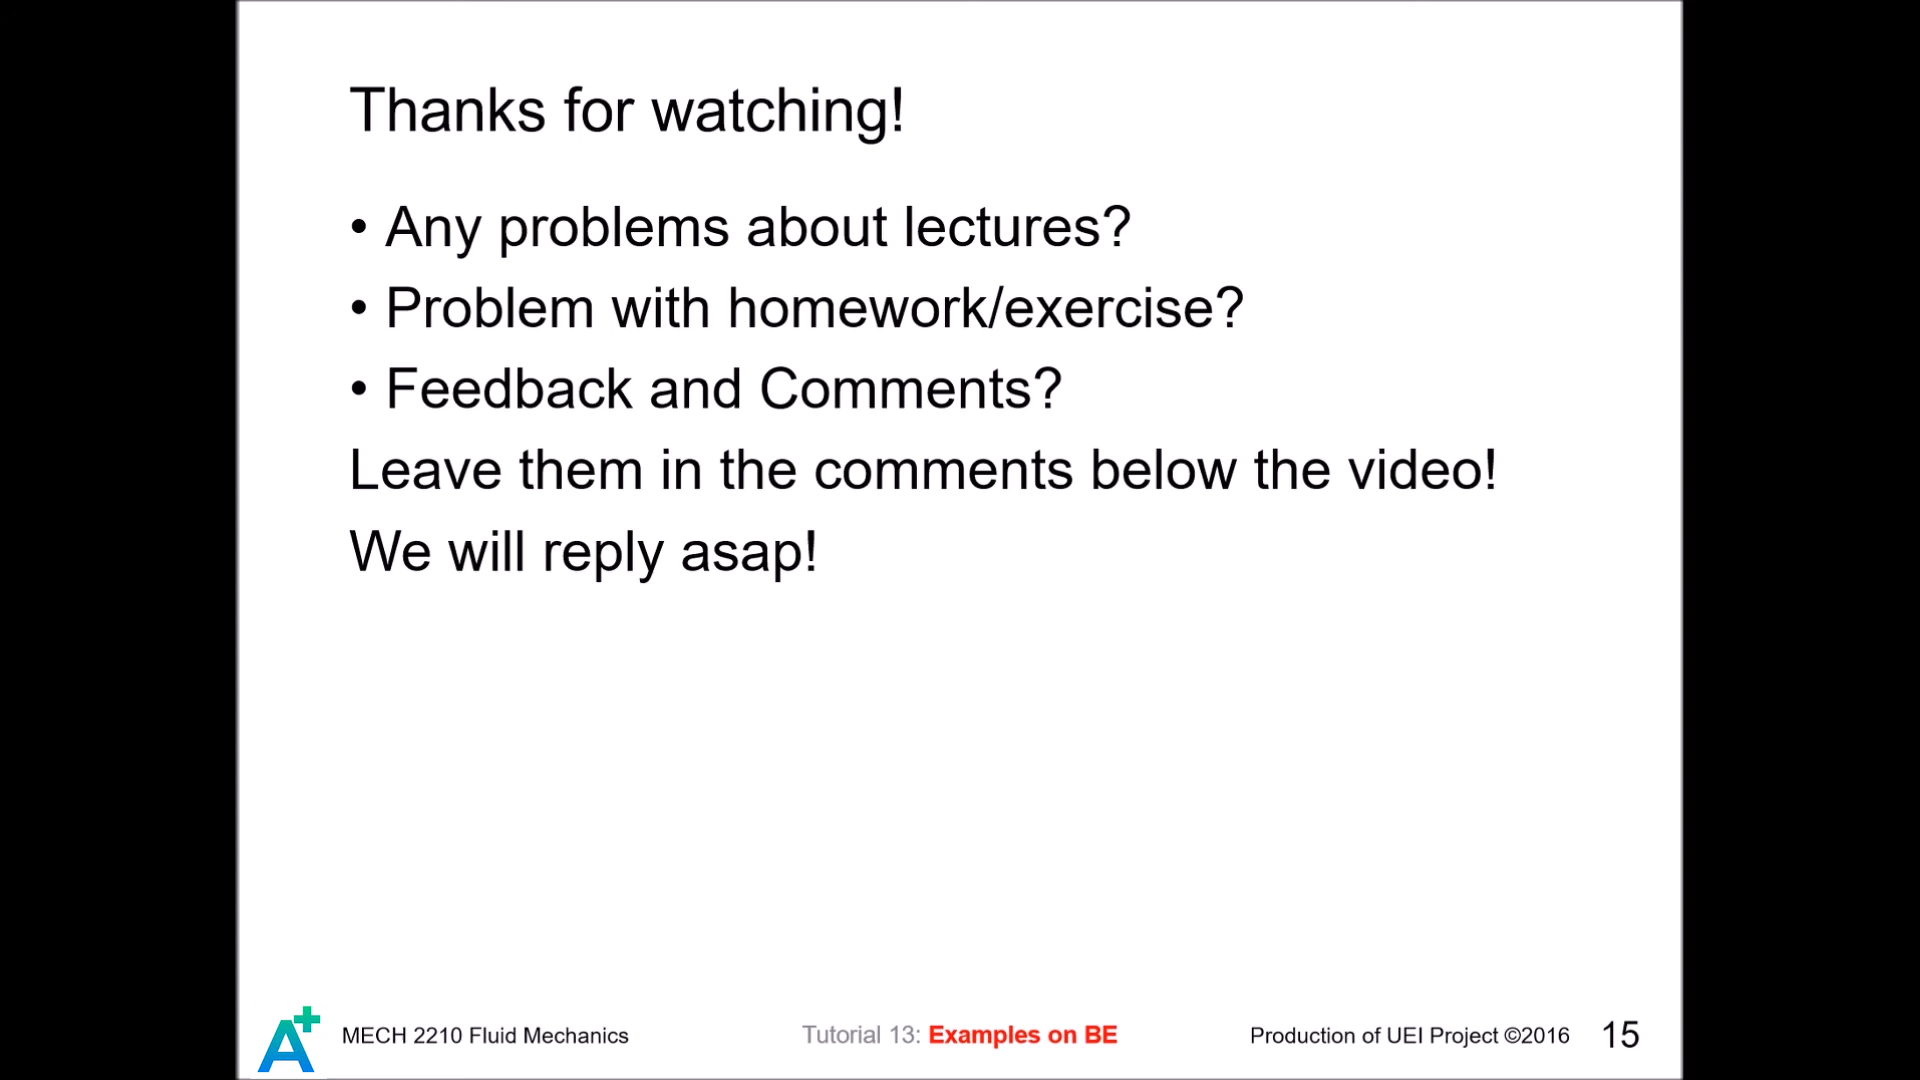 Thanks for watching!
• Any problems about lectures?
• Problem with homework/exercise?
• Feedback and Comments?
Leave them in the comments below the video!
We will reply asap!
A+
MECH 2210 Fluid Mechanics
Tutorial 13: Examples on BE
Production of UEI Project ©2016
15